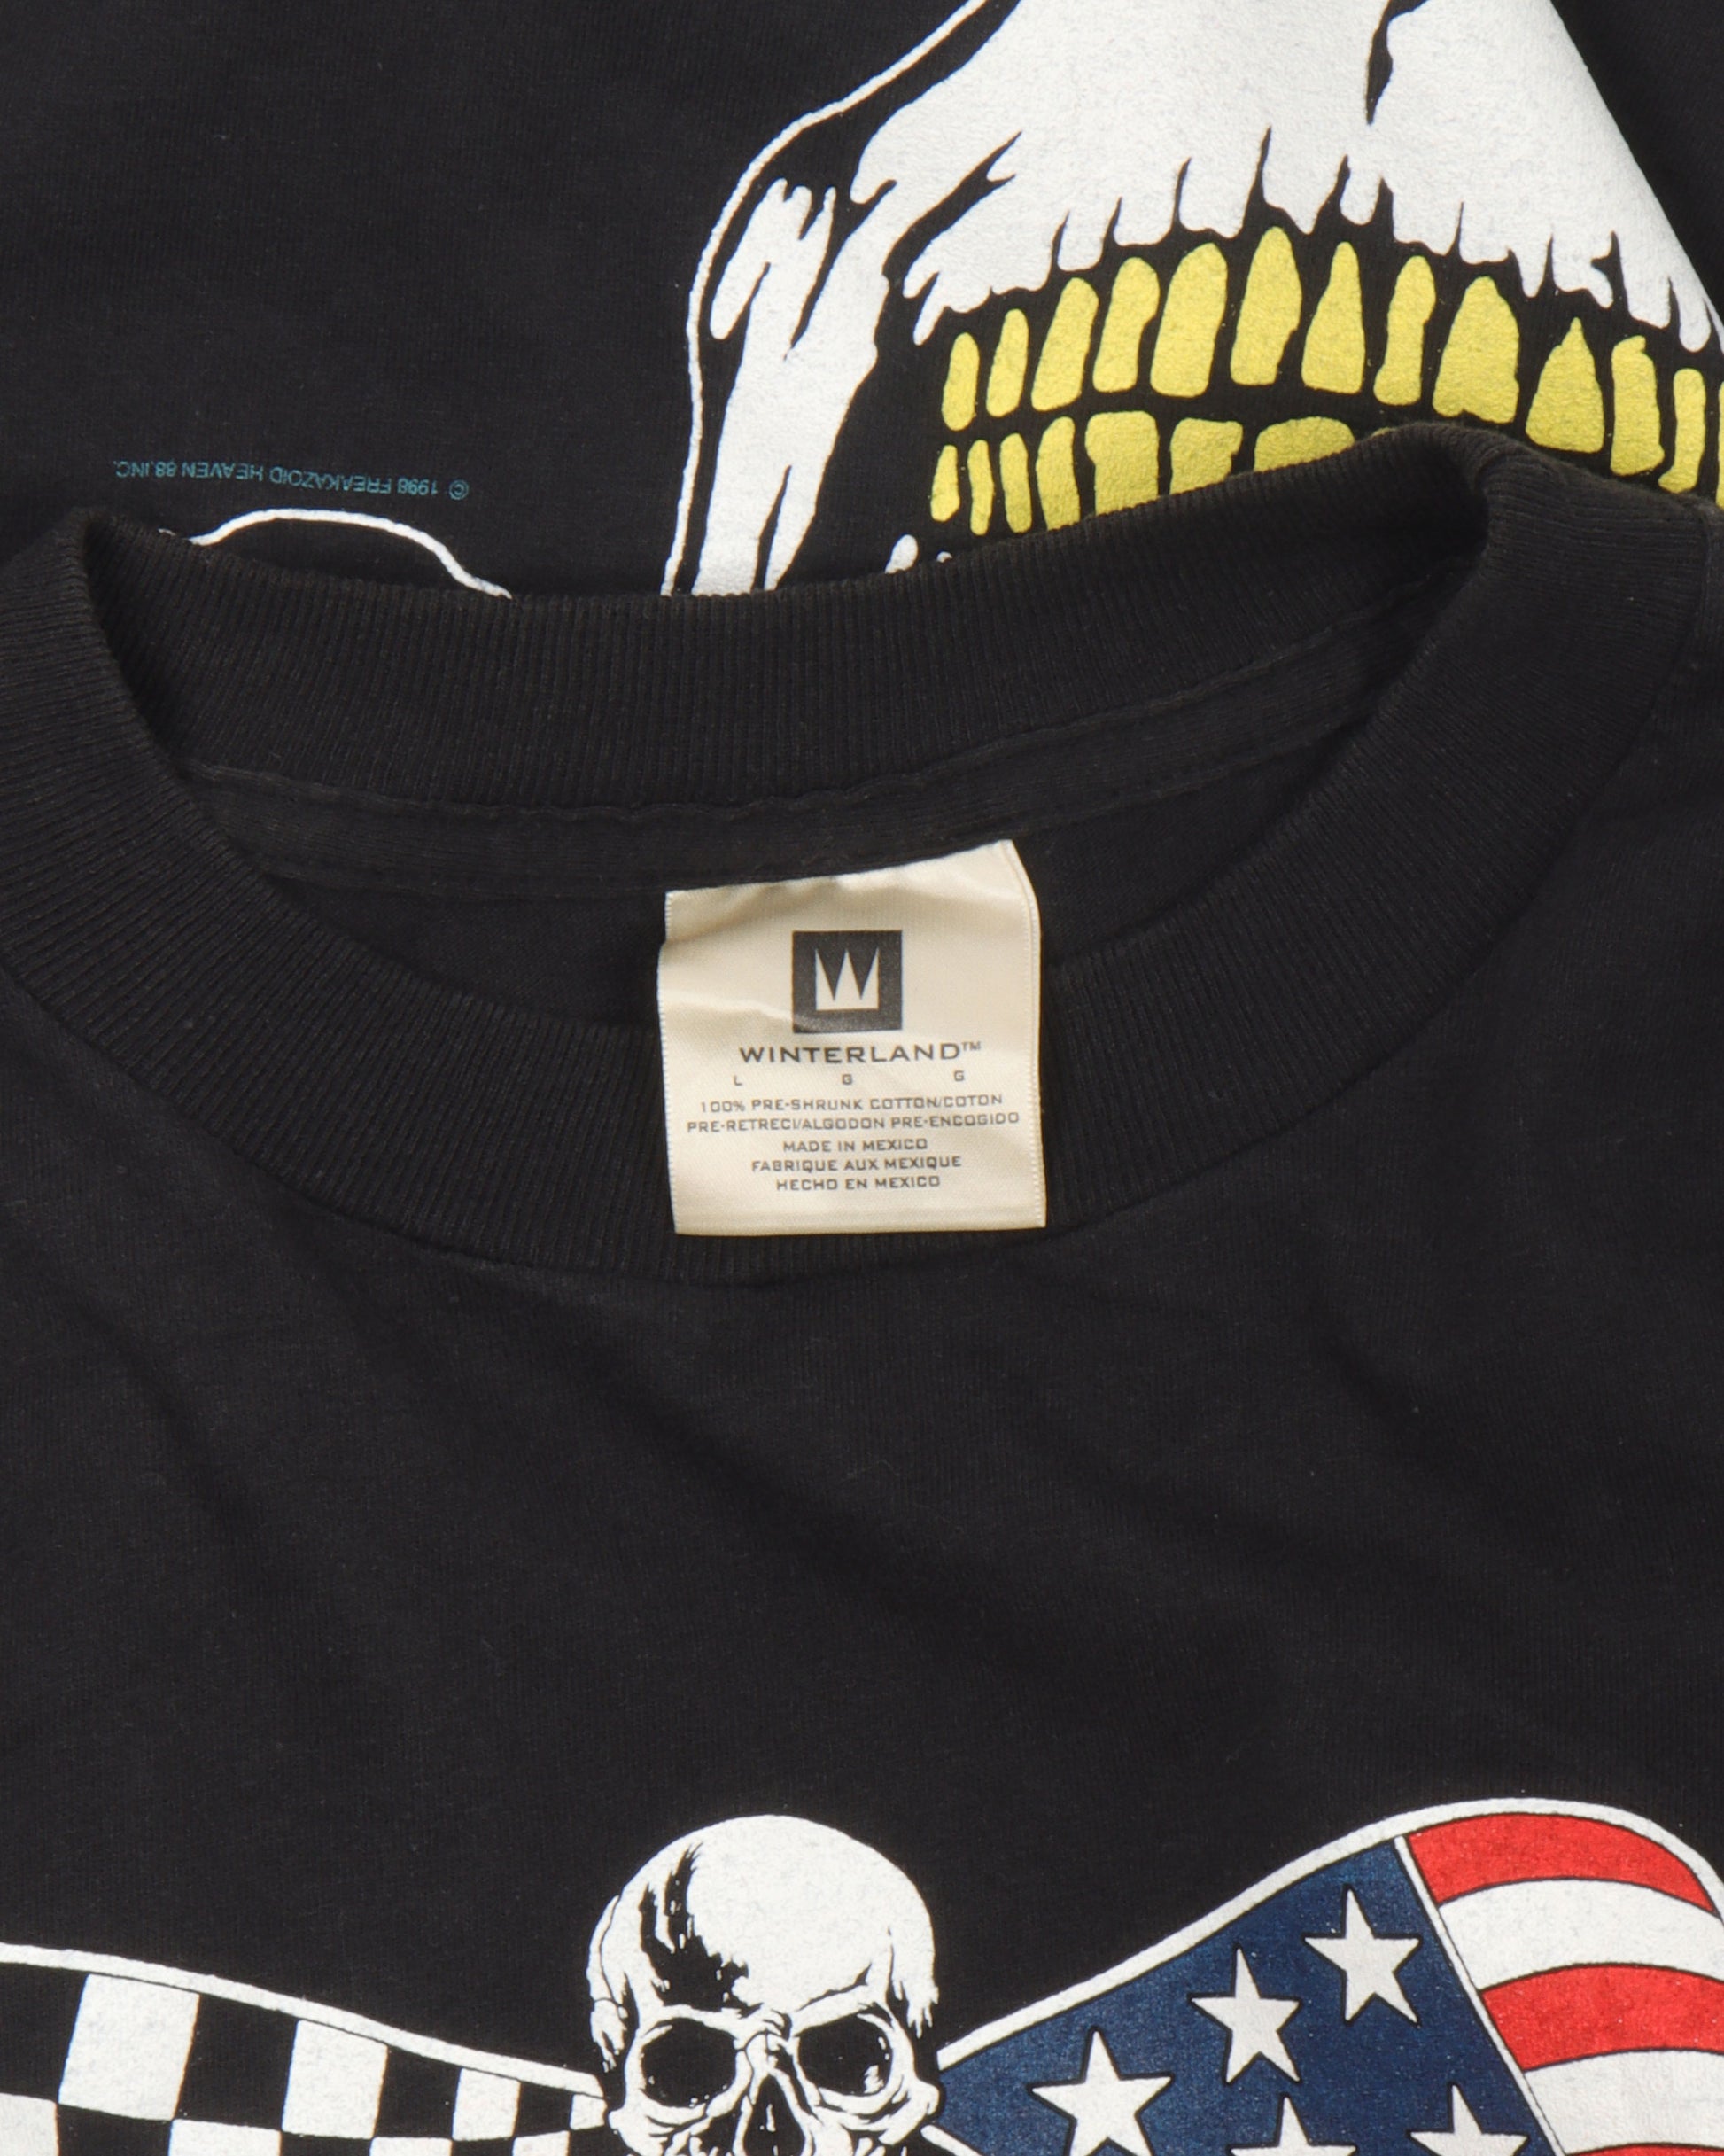 © 1998 FREAKAZOID HEAVEN 88, INC.
W
WINTERLAND™
L G G
100% PRE-SHRUNK COTTON/COTON
PRE-RETRECI/ALGODON PRE-ENCOGIDO
MADE IN MEXICO
FABRIQUE AUX MEXIQUE
HECHO EN MEXICO